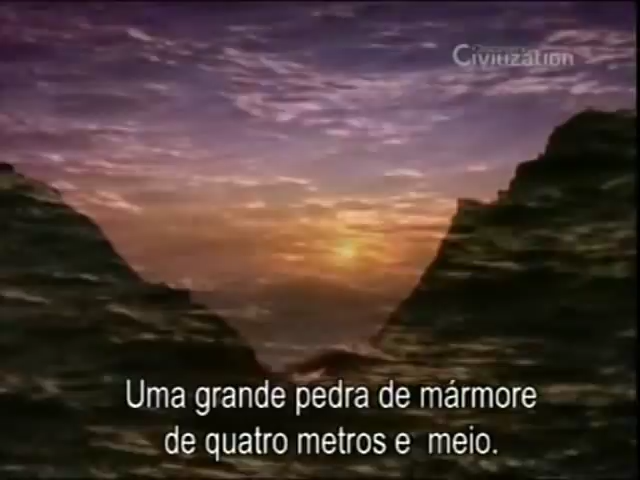 Civilization
Uma grande pedra de mármore
de quatro metros e meio.